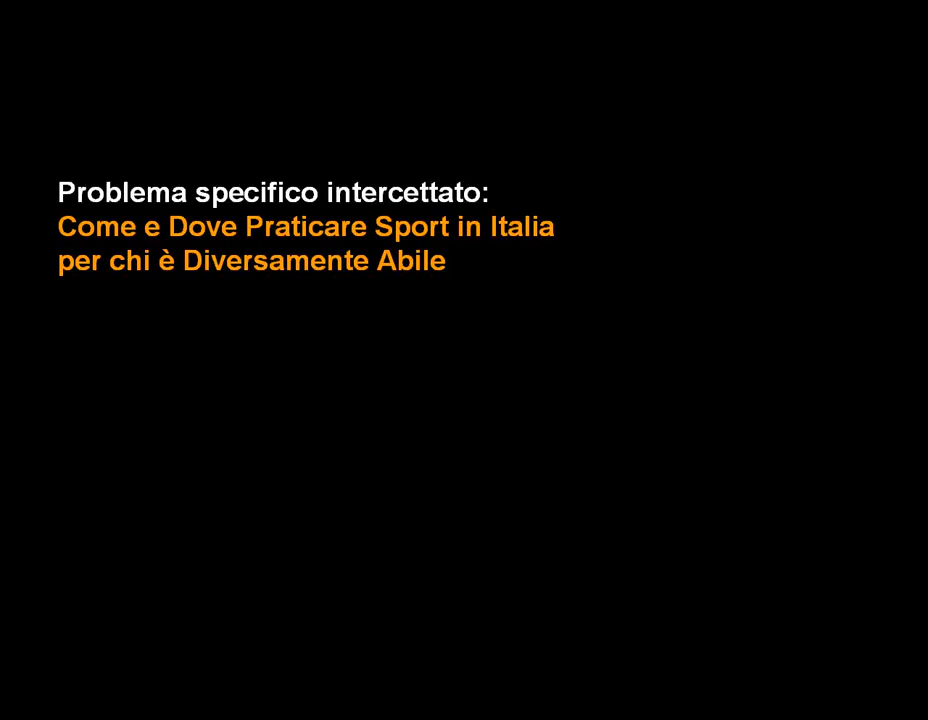 Problema specifico intercettato:
Come e Dove Praticare Sport in Italia
per chi è Diversamente Abile